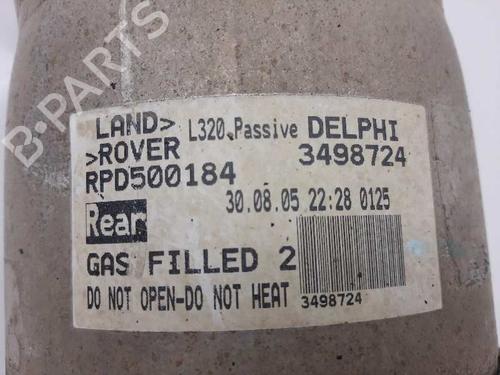 LAND> L320 Passive DELPHI
>ROVER 3498724
RPD500184
30.08.05 22:28 0125
Rear
GAS FILLED 2
DO NOT OPEN-DO NOT HEAT 3498724
B-PARTS